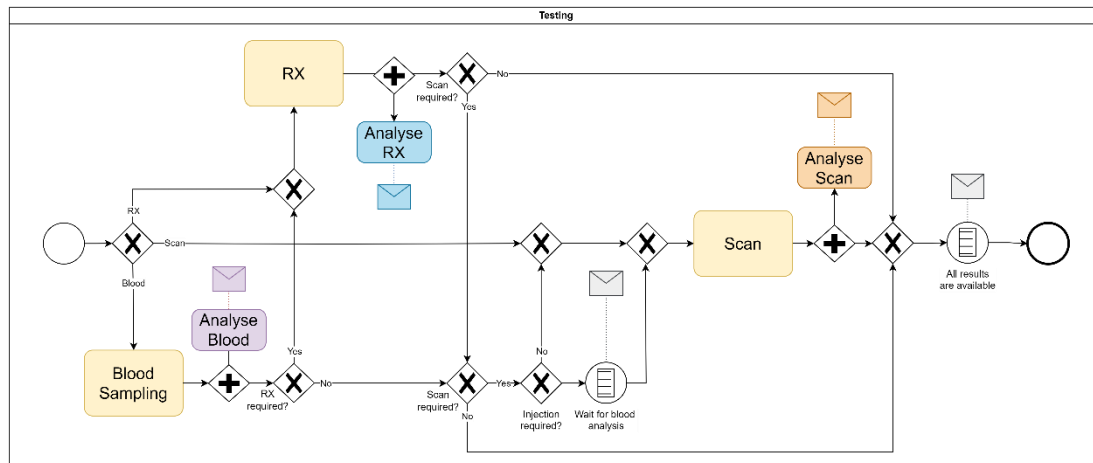 Testing
RX
Scan
required?
No
Yes
Analyse
RX
Analyse
Scan
RX
Scan
Blood
Scan
All results
are available
Analyse
Blood
Yes
No
Blood
Sampling
RX
required?
No
Scan
required?
Yes
No
Injection
required?
Wait for blood
analysis